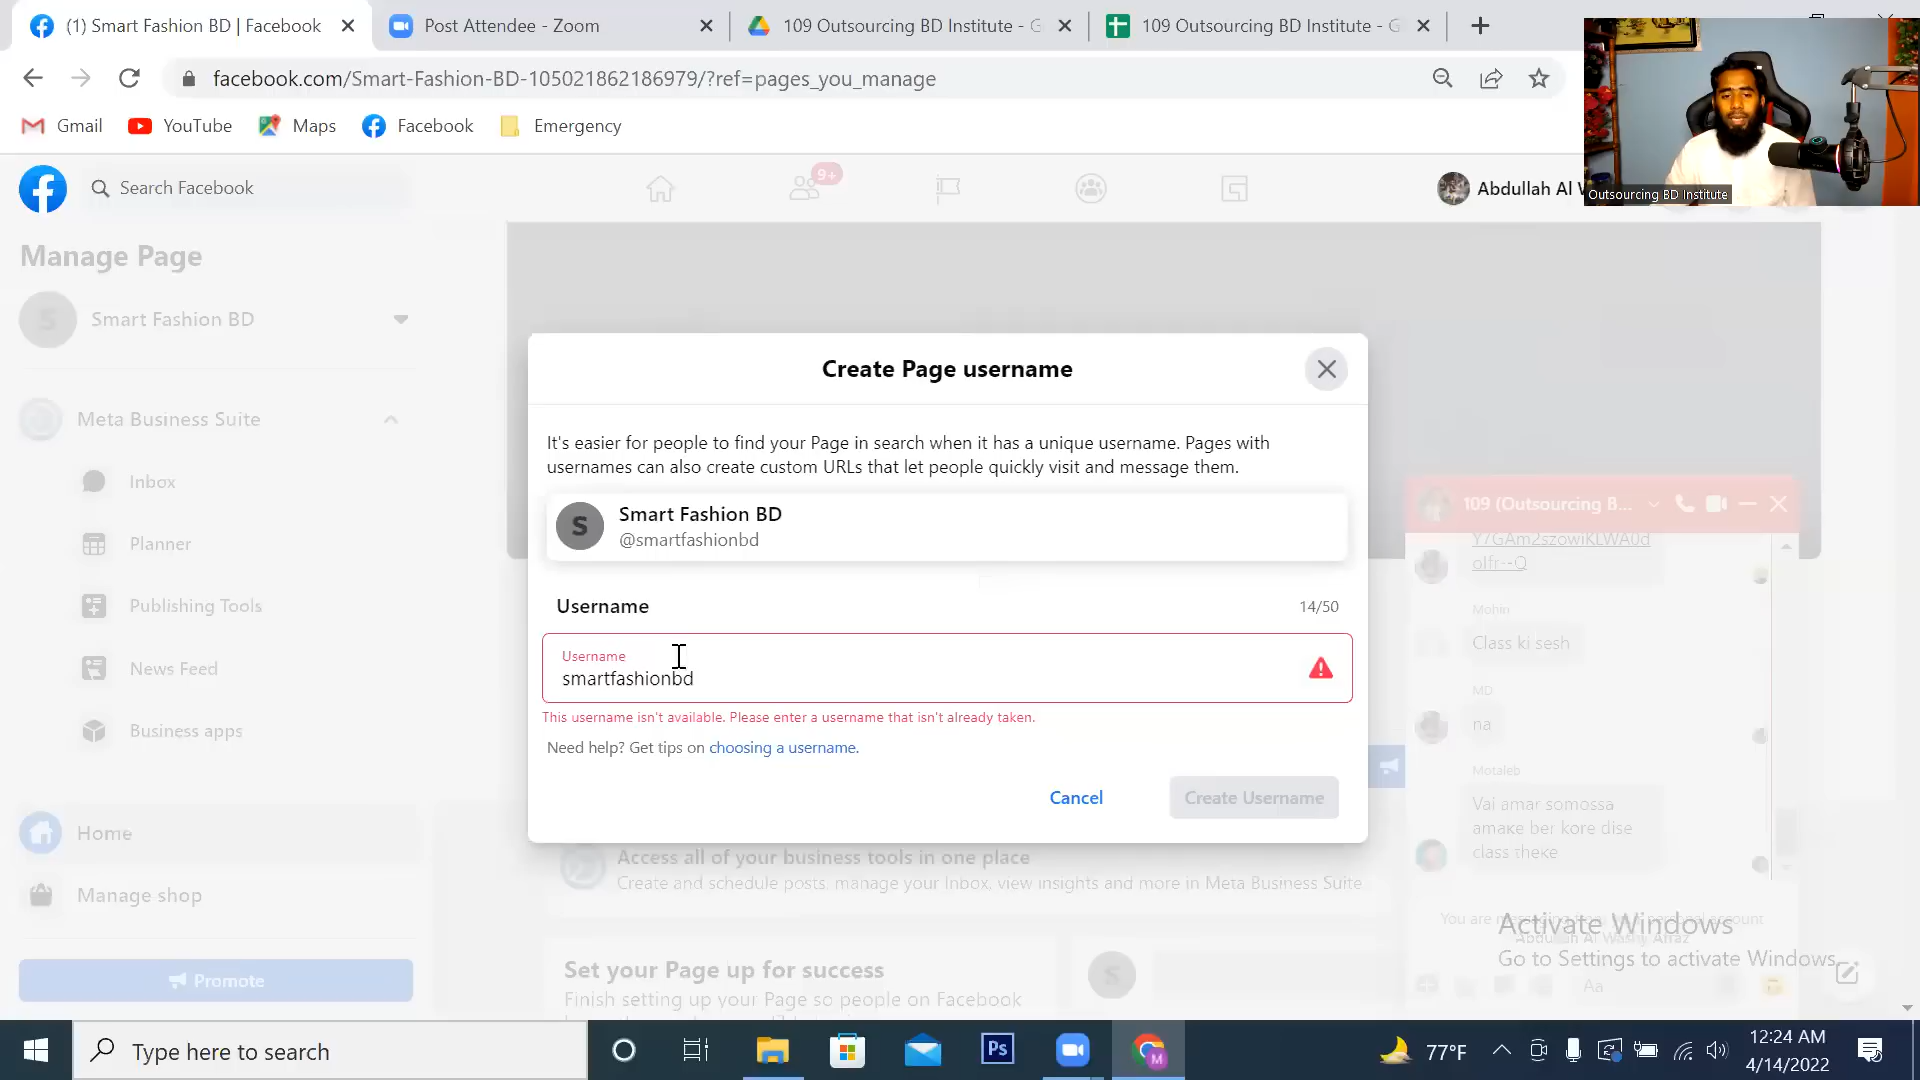 (1) Smart Fashion BD | Facebook
Post Attendee - Zoom
109 Outsourcing BD Institute - G
109 Outsourcing BD Institute - G
facebook.com/Smart-Fashion-BD-105021862186979/?ref=pages_you_manage
Gmail
YouTube
Maps
Facebook
Emergency
Outsourcing BD Institute
Search Facebook
9+
Abdullah Al W
Manage Page
S
Smart Fashion BD
Meta Business Suite
Inbox
Planner
Publishing Tools
News Feed
Business apps
Home
Manage shop
Promote
Create Page username
It's easier for people to find your Page in search when it has a unique username. Pages with
usernames can also create custom URLs that let people quickly visit and message them.
S
Smart Fashion BD
@smartfashionbd
Username
14/50
Username
smartfashionbd
This username isn't available. Please enter a username that isn't already taken.
Need help? Get tips on choosing a username.
Cancel
Create Username
Access all of your business tools in one place
Create and schedule posts, manage your Inbox, view insights and more in Meta Business Suite
Set your Page up for success
Finish setting up your Page so people on Facebook
S
109 (Outsourcing B...
Y7GAm2szowiKLWA0d
olfr--Q
Mohin
Class ki sesh
MD
na
Motaleb
Vai amar somossa
amake ber kore dise
class theke
Activate Windows
Go to Settings to activate Windows.
Aa
Type here to search
Ps
M
77°F
12:24 AM
4/14/2022